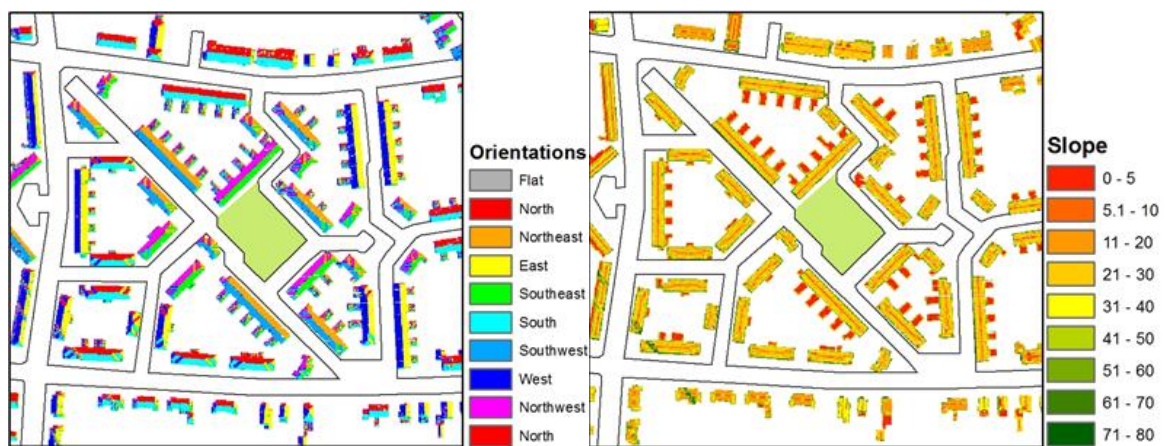 Orientations
Flat
North
Northeast
East
Southeast
South
Southwest
West
Northwest
North
Slope
0 - 5
5.1 - 10
11 - 20
21 - 30
31 - 40
41 - 50
51 - 60
61 - 70
71 - 80